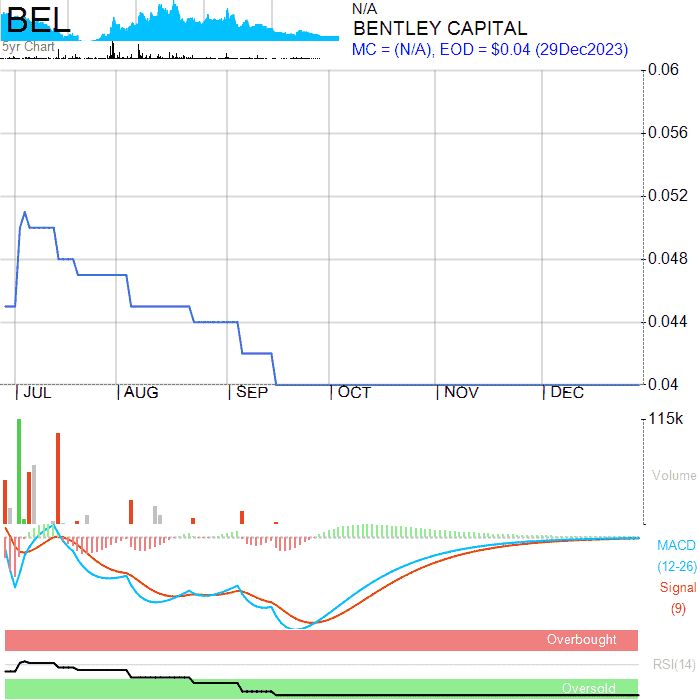 BEL
5yr Chart
N/A
BENTLEY CAPITAL
MC = (N/A), EOD = $0.04 (29Dec2023)
0.06
0.056
0.052
0.048
0.044
0.04
JUL AUG SEP OCT NOV DEC
115k
Volume
MACD
(12-26)
Signal
(9)
Overbought
RSI(14)
Oversold